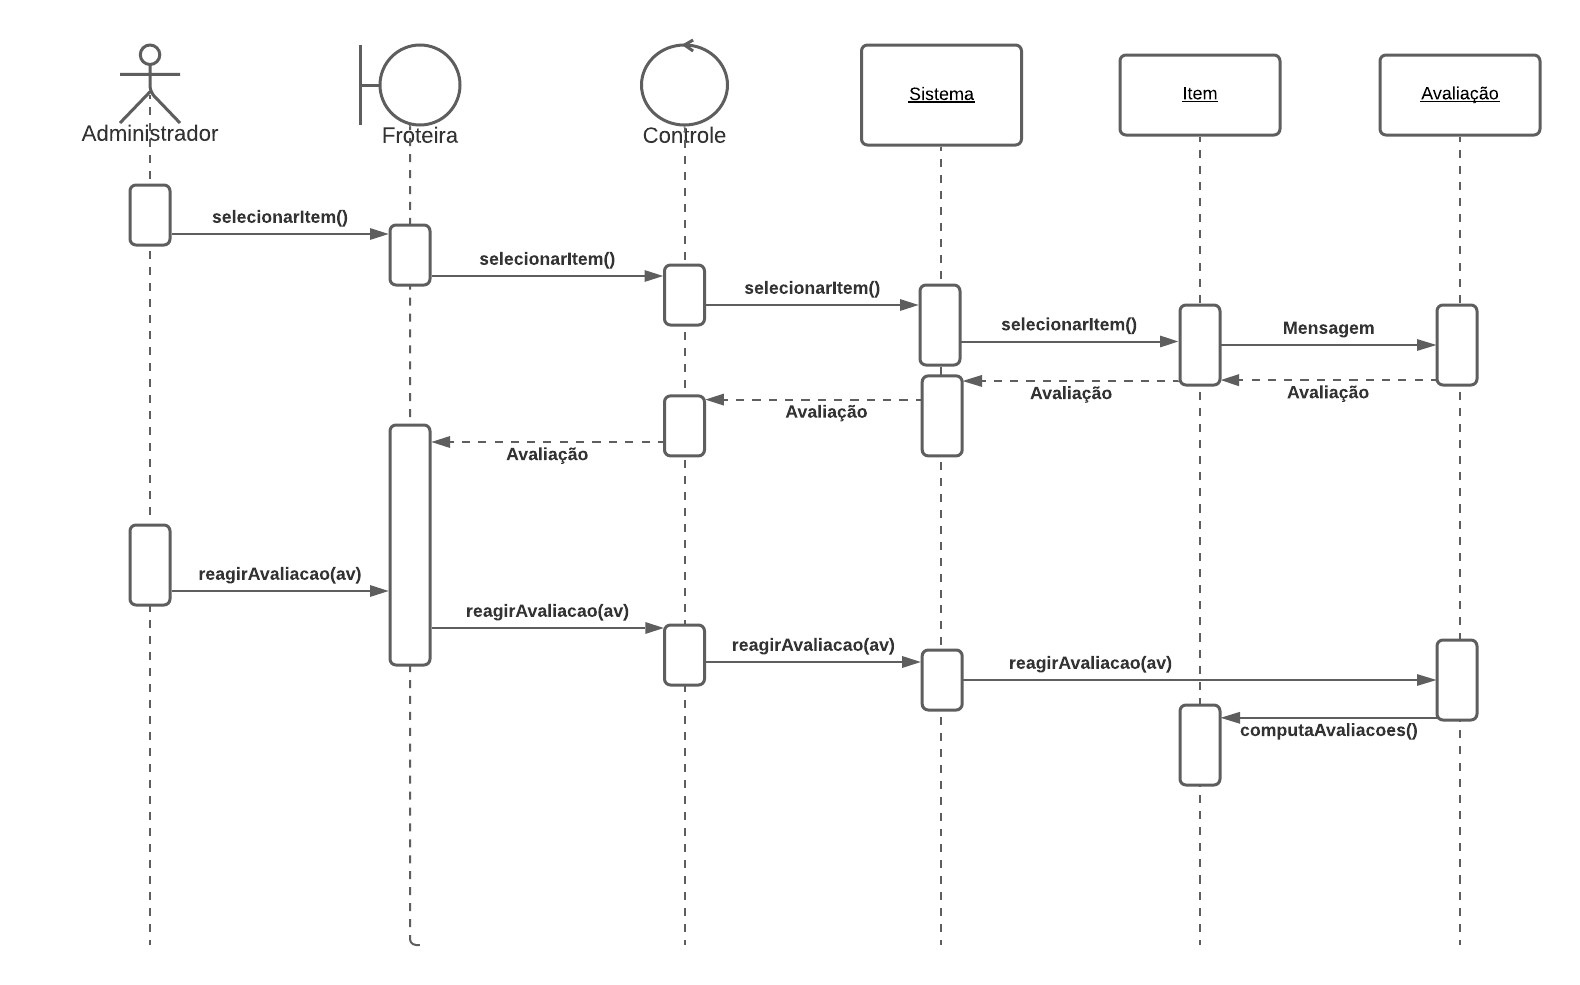 Administrador
Froteira
Controle
Sistema
Item
Avaliação
selecionarItem()
selecionarItem()
selecionarItem()
selecionarItem()
Mensagem
Avaliação
Avaliação
Avaliação
Avaliação
reagirAvaliacao(av)
reagirAvaliacao(av)
reagirAvaliacao(av)
reagirAvaliacao(av)
computaAvaliacoes()